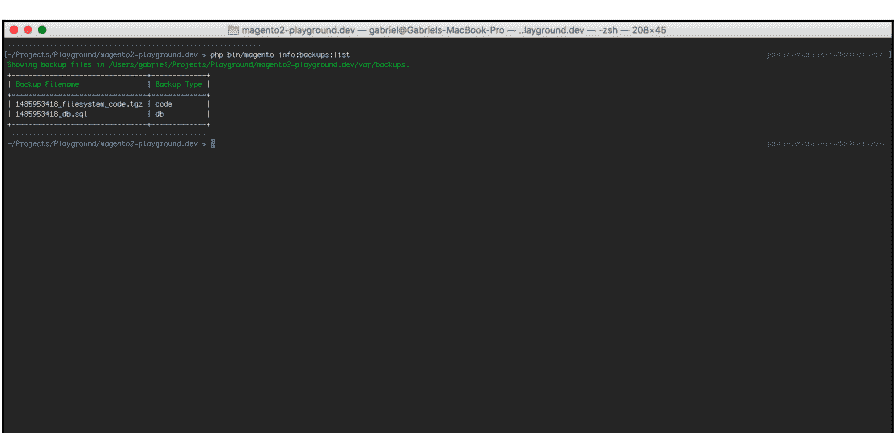 magento2-playground.dev — gabriel@Gabriels-MacBook-Pro — ..layground.dev — -zsh — 208×45
[~/Projects/Playground/magento2-playground.dev » php bin/magento info:backups:list ]
Showing backup files in /Users/gabriel/Projects/Playground/magento2-playground.dev/var/backups.
+--------------------------------+-------------+
| Backup Filename | Backup Type |
+--------------------------------+-------------+
| 1485953418_filesystem_code.tgz | code |
| 1485953418_db.sql | db |
+--------------------------------+-------------+
~/Projects/Playground/magento2-playground.dev »